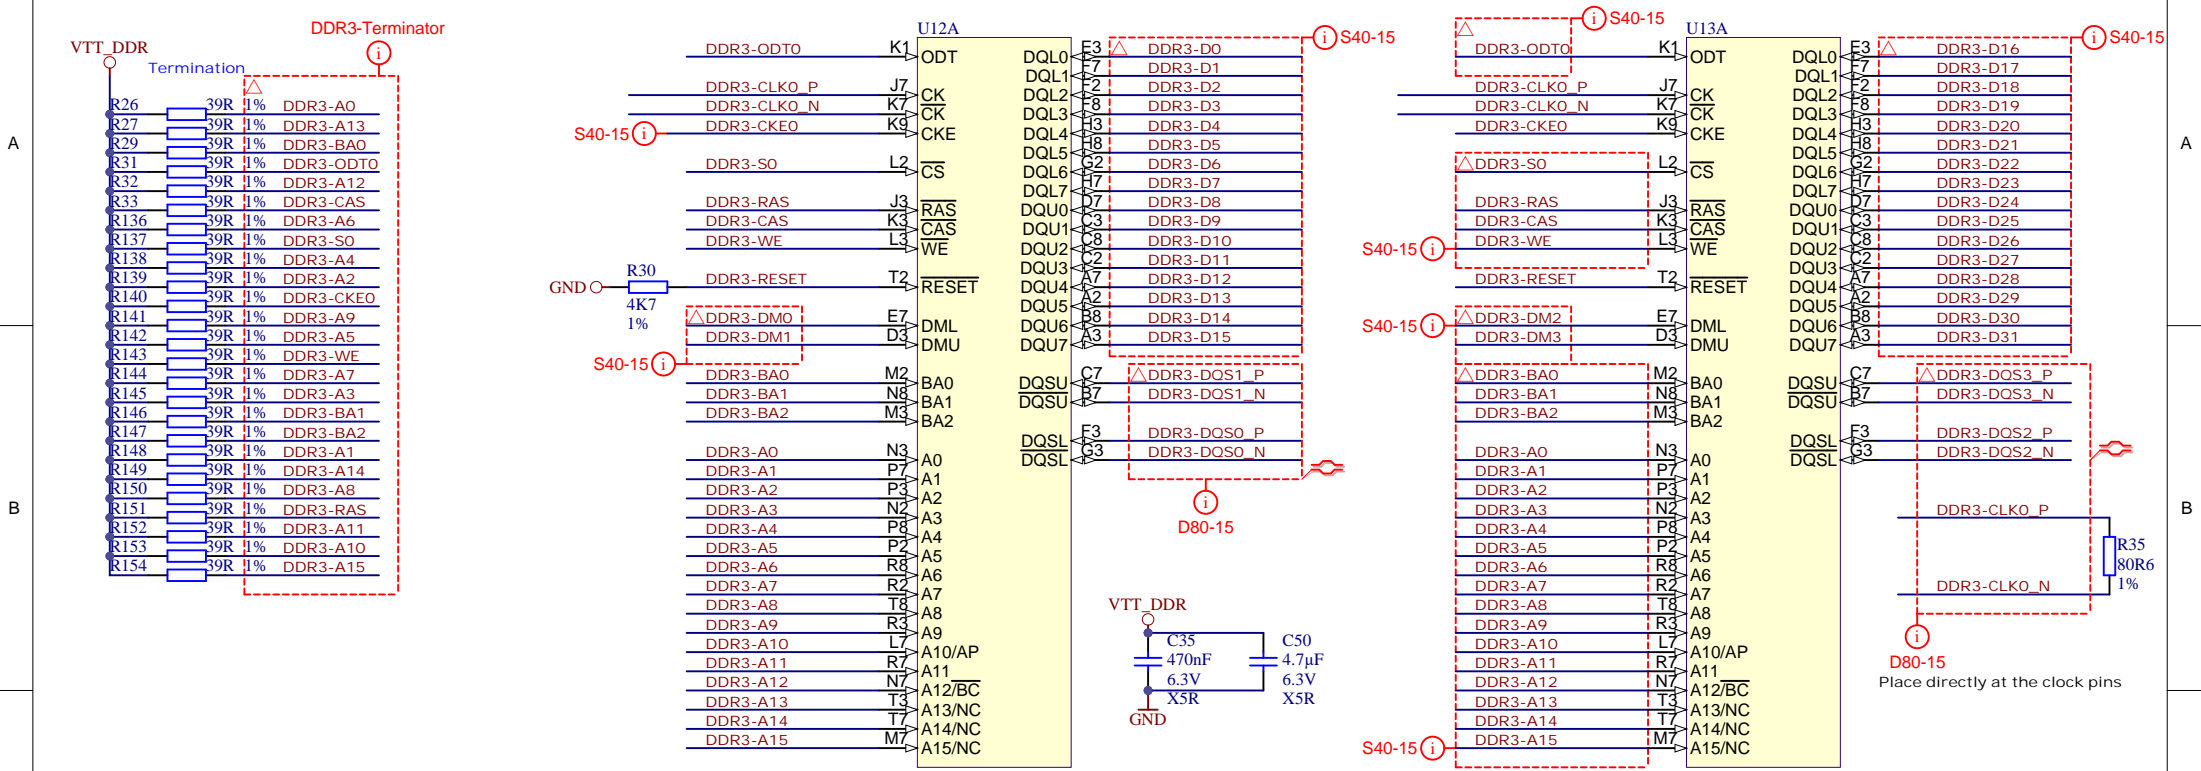 DDR3-Terminator
VTT_DDR
Termination
R26 39R 1% DDR3-A0
R27 39R 1% DDR3-A13
R29 39R 1% DDR3-BA0
R31 39R 1% DDR3-ODT0
R32 39R 1% DDR3-A12
R33 39R 1% DDR3-CAS
R136 39R 1% DDR3-A6
R137 39R 1% DDR3-S0
R138 39R 1% DDR3-A4
R139 39R 1% DDR3-A2
R140 39R 1% DDR3-CKE0
R141 39R 1% DDR3-A9
R142 39R 1% DDR3-A5
R143 39R 1% DDR3-WE
R144 39R 1% DDR3-A7
R145 39R 1% DDR3-A3
R146 39R 1% DDR3-BA1
R147 39R 1% DDR3-BA2
R148 39R 1% DDR3-A1
R149 39R 1% DDR3-A14
R150 39R 1% DDR3-A8
R151 39R 1% DDR3-RAS
R152 39R 1% DDR3-A11
R153 39R 1% DDR3-A10
R154 39R 1% DDR3-A15
A
B
U12A
DDR3-ODT0 K1 ODT
DDR3-CLK0_P J7 CK
DDR3-CLK0_N K7 CK
S40-15 i DDR3-CKE0 K9 CKE
DDR3-S0 L2 CS
DDR3-RAS J3 RAS
DDR3-CAS K3 CAS
DDR3-WE L3 WE
GND R30 DDR3-RESET T2 RESET
4K7
1%
DDR3-DM0 E7 DML
DDR3-DM1 D3 DMU
S40-15 i
DDR3-BA0 M2 BA0
DDR3-BA1 N8 BA1
DDR3-BA2 M3 BA2
DDR3-A0 N3 A0
DDR3-A1 P7 A1
DDR3-A2 P3 A2
DDR3-A3 N2 A3
DDR3-A4 P8 A4
DDR3-A5 P2 A5
DDR3-A6 R8 A6
DDR3-A7 R2 A7
DDR3-A8 T8 A8
DDR3-A9 R3 A9
DDR3-A10 L7 A10/AP
DDR3-A11 R7 A11
DDR3-A12 N7 A12/BC
DDR3-A13 T3 A13/NC
DDR3-A14 T7 A14/NC
DDR3-A15 M7 A15/NC
i S40-15
DQL0 E3 DDR3-D0
DQL1 F7 DDR3-D1
DQL2 F2 DDR3-D2
DQL3 F8 DDR3-D3
DQL4 H3 DDR3-D4
DQL5 H8 DDR3-D5
DQL6 G2 DDR3-D6
DQL7 H7 DDR3-D7
DQU0 D7 DDR3-D8
DQU1 C3 DDR3-D9
DQU2 C8 DDR3-D10
DQU3 C2 DDR3-D11
DQU4 A7 DDR3-D12
DQU5 A2 DDR3-D13
DQU6 B8 DDR3-D14
DQU7 A3 DDR3-D15
DQSU C7 DDR3-DQS1_P
DQSU B7 DDR3-DQS1_N
DQSL F3 DDR3-DQS0_P
DQSL G3 DDR3-DQS0_N
i
D80-15
VTT_DDR
C35
470nF
6.3V
X5R
C50
4.7µF
6.3V
X5R
GND
U13A
i S40-15
DDR3-ODT0 K1 ODT
DDR3-CLK0_P J7 CK
DDR3-CLK0_N K7 CK
DDR3-CKE0 K9 CKE
DDR3-S0 L2 CS
DDR3-RAS J3 RAS
DDR3-CAS K3 CAS
S40-15 i DDR3-WE L3 WE
DDR3-RESET T2 RESET
S40-15 i DDR3-DM2 E7 DML
DDR3-DM3 D3 DMU
DDR3-BA0 M2 BA0
DDR3-BA1 N8 BA1
DDR3-BA2 M3 BA2
DDR3-A0 N3 A0
DDR3-A1 P7 A1
DDR3-A2 P3 A2
DDR3-A3 N2 A3
DDR3-A4 P8 A4
DDR3-A5 P2 A5
DDR3-A6 R8 A6
DDR3-A7 R2 A7
DDR3-A8 T8 A8
DDR3-A9 R3 A9
DDR3-A10 L7 A10/AP
DDR3-A11 R7 A11
DDR3-A12 N7 A12/BC
DDR3-A13 T3 A13/NC
DDR3-A14 T7 A14/NC
S40-15 i DDR3-A15 M7 A15/NC
i S40-15
DQL0 E3 DDR3-D16
DQL1 F7 DDR3-D17
DQL2 F2 DDR3-D18
DQL3 F8 DDR3-D19
DQL4 H3 DDR3-D20
DQL5 H8 DDR3-D21
DQL6 G2 DDR3-D22
DQL7 H7 DDR3-D23
DQU0 D7 DDR3-D24
DQU1 C3 DDR3-D25
DQU2 C8 DDR3-D26
DQU3 C2 DDR3-D27
DQU4 A7 DDR3-D28
DQU5 A2 DDR3-D29
DQU6 B8 DDR3-D30
DQU7 A3 DDR3-D31
DQSU C7 DDR3-DQS3_P
DQSU B7 DDR3-DQS3_N
DQSL F3 DDR3-DQS2_P
DQSL G3 DDR3-DQS2_N
DDR3-CLK0_P
R35
80R6
1%
DDR3-CLK0_N
i
D80-15
Place directly at the clock pins
A
B